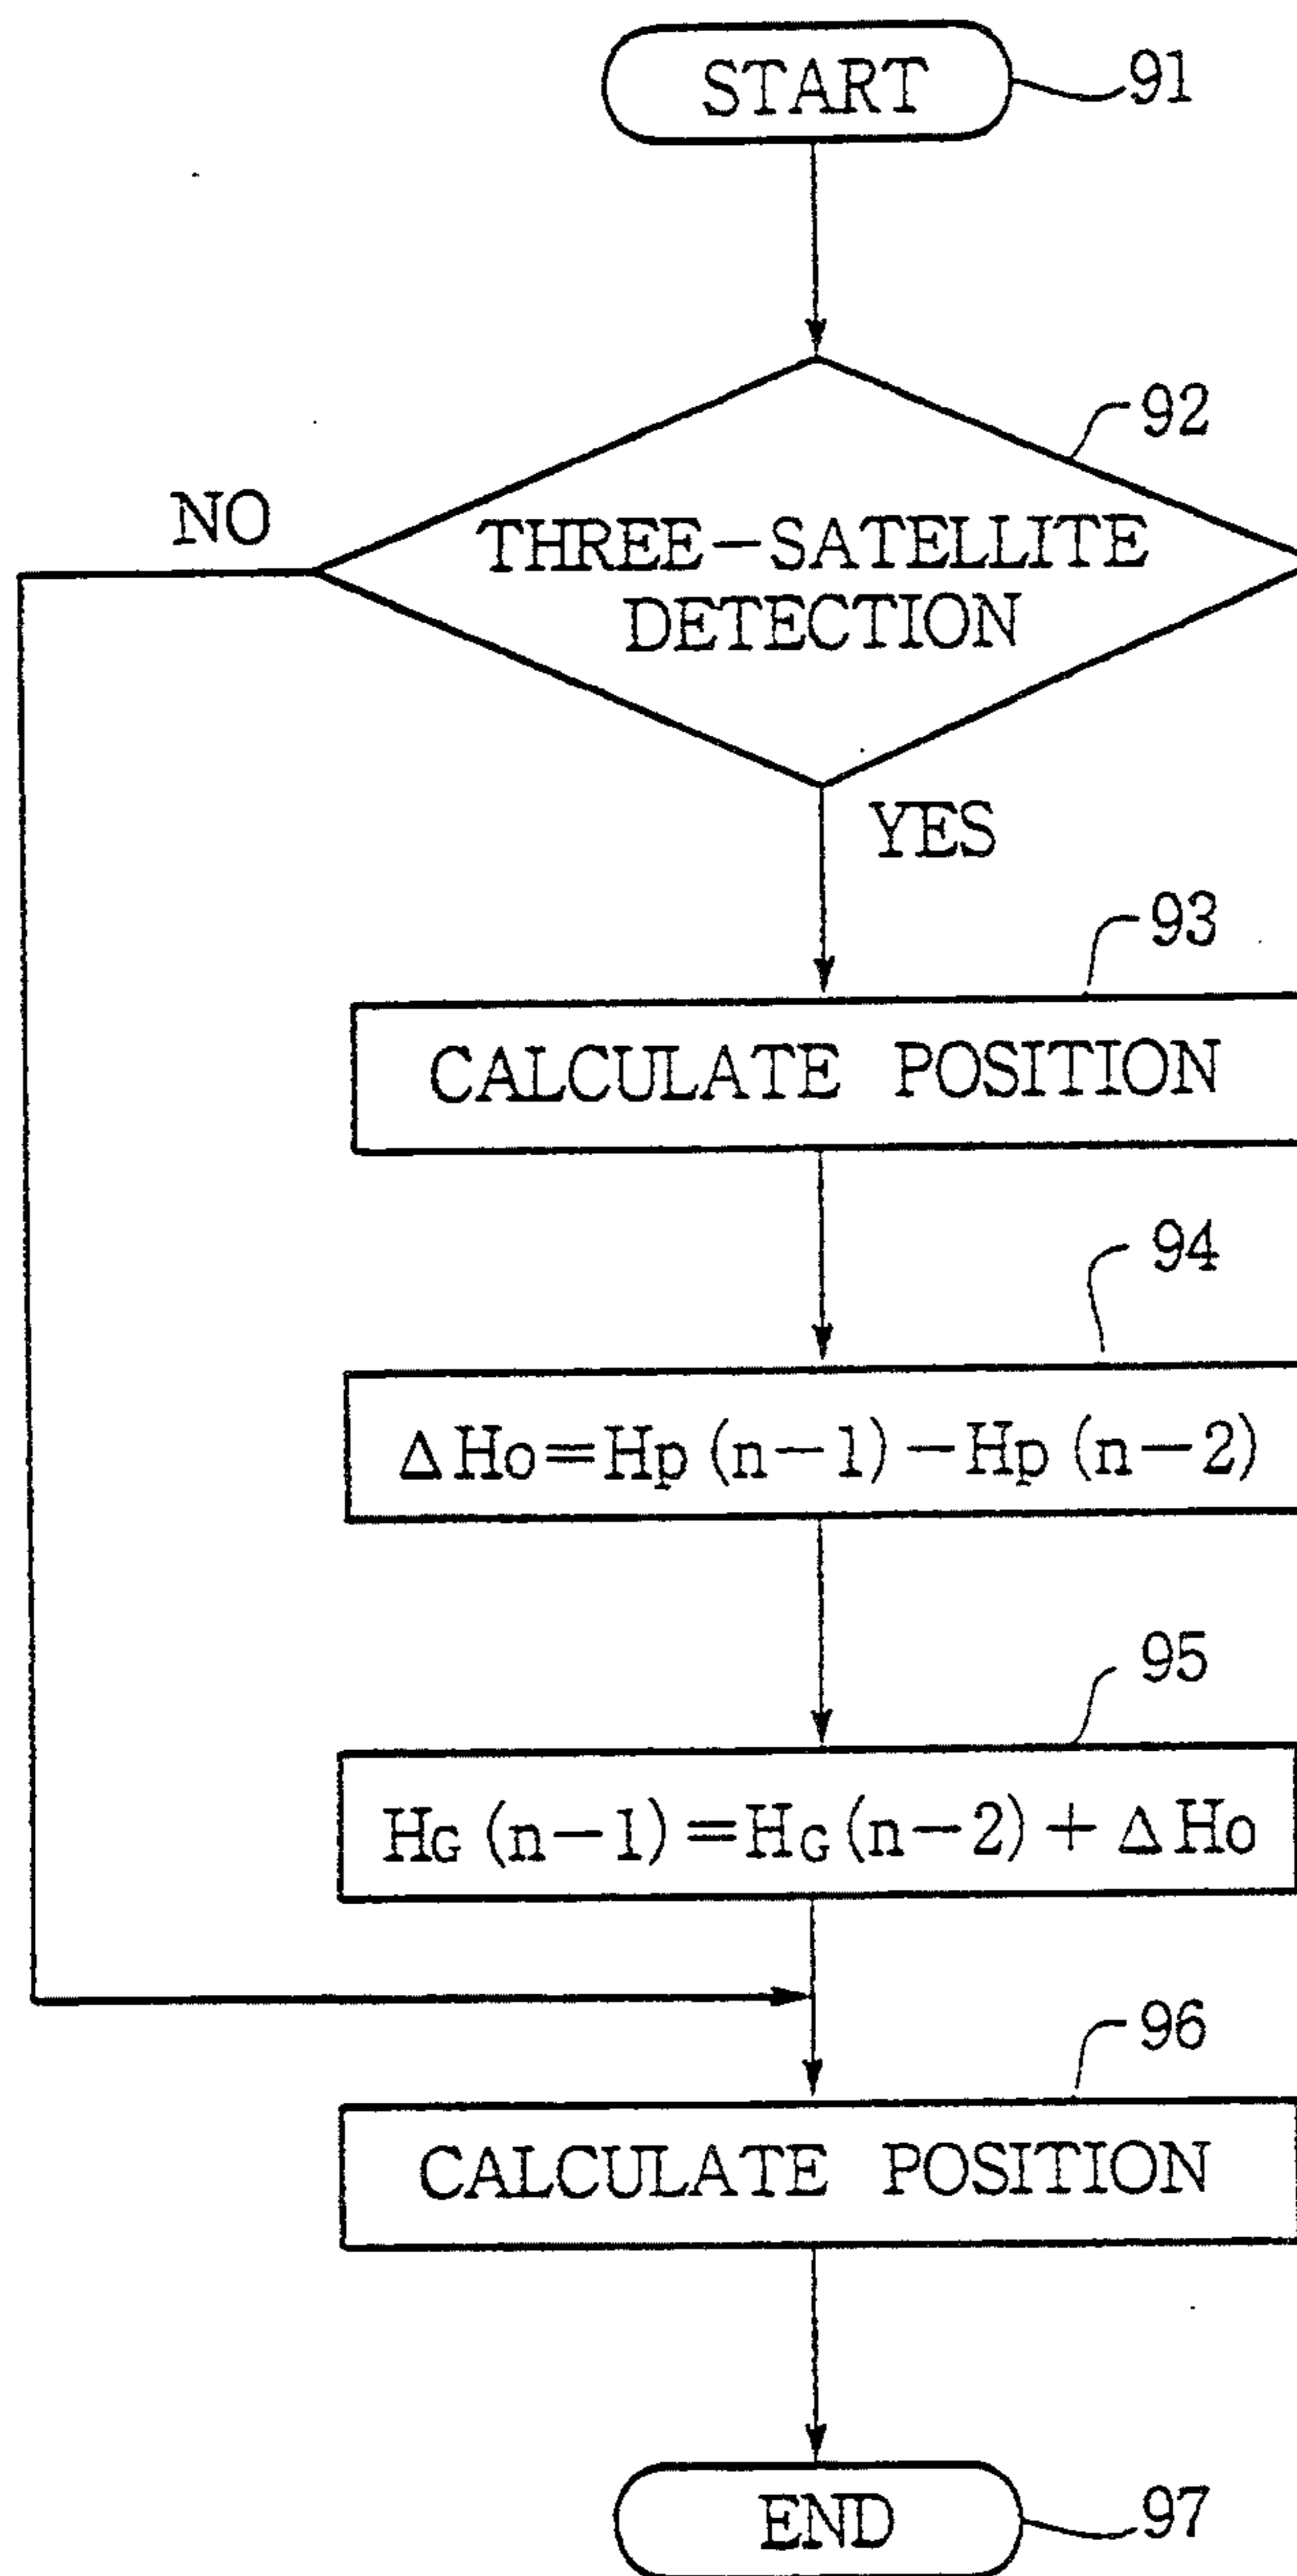 START
91
92
NO
THREE-SATELLITE
DETECTION
YES
93
CALCULATE POSITION
94
ΔHo=Hp(n-1)-Hp(n-2)
95
HG(n-1)=HG(n-2)+ΔHo
96
CALCULATE POSITION
END
97